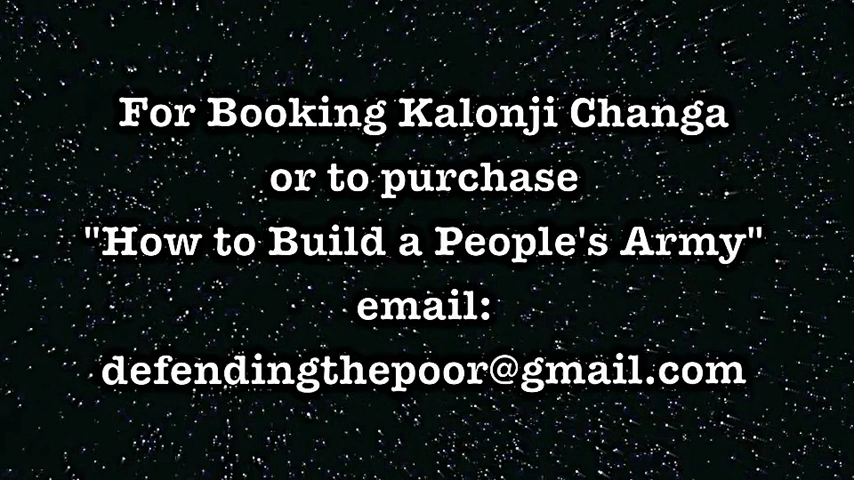 For Booking Kalonji Changa
or to purchase
"How to Build a People's Army"
email:
defendingthepoor@gmail.com